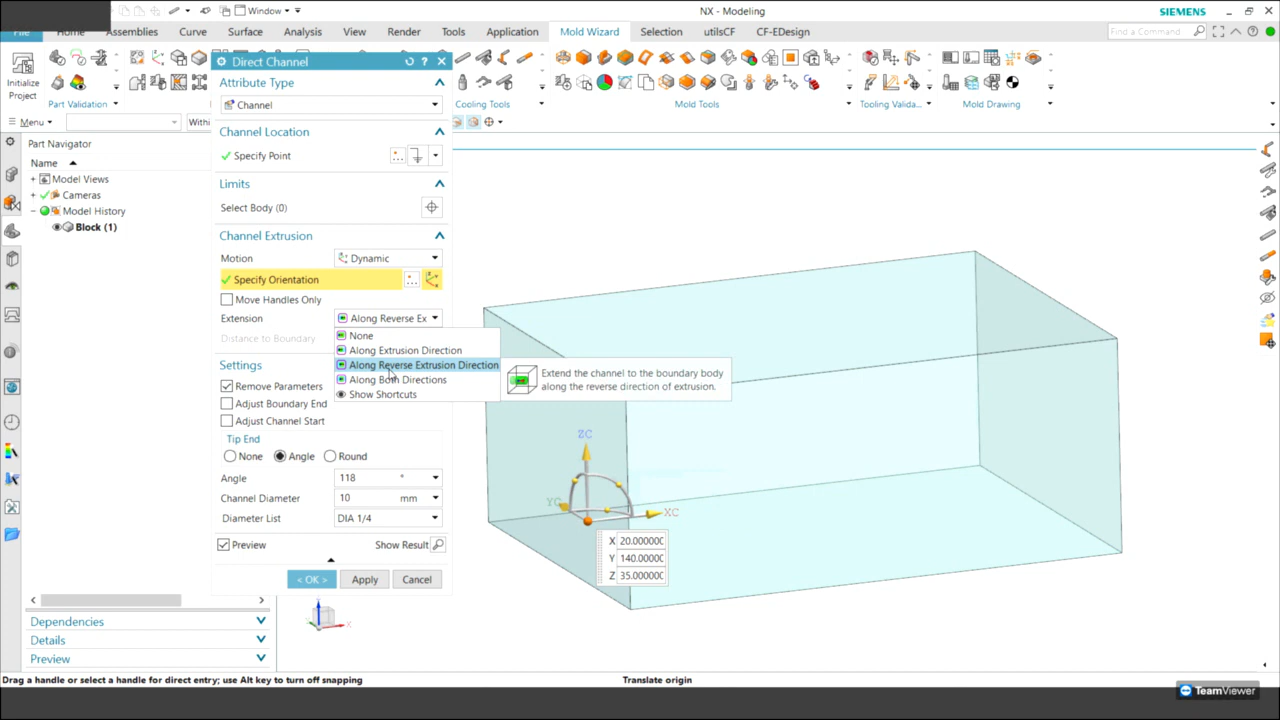 Window
NX - Modeling
SIEMENS
File
Home
Assemblies
Curve
Surface
Analysis
View
Render
Tools
Application
Mold Wizard
Selection
utilsCF
CF-EDesign
Find a Command
Initialize
Project
Part Validation
Cooling Tools
Mold Tools
Tooling Valida...
Mold Drawing
Menu
Withi
Direct Channel
Attribute Type
Channel
Channel Location
Specify Point
Limits
Select Body (0)
Channel Extrusion
Motion
Dynamic
Specify Orientation
Move Handles Only
Extension
Along Reverse Ex
Distance to Boundary
None
Along Extrusion Direction
Along Reverse Extrusion Direction
Along Both Directions
Show Shortcuts
Extend the channel to the boundary body
along the reverse direction of extrusion.
Settings
Remove Parameters
Adjust Boundary End
Adjust Channel Start
Tip End
None
Angle
Round
Angle
118
°
Channel Diameter
10
mm
Diameter List
DIA 1/4
Preview
Show Result
< OK >
Apply
Cancel
Part Navigator
Name
Model Views
Cameras
Model History
Block (1)
Dependencies
Details
Preview
ZC
YC
XC
X 20.00000
Y 140.0000
Z 35.00000
X
Drag a handle or select a handle for direct entry; use Alt key to turn off snapping
Translate origin
TeamViewer